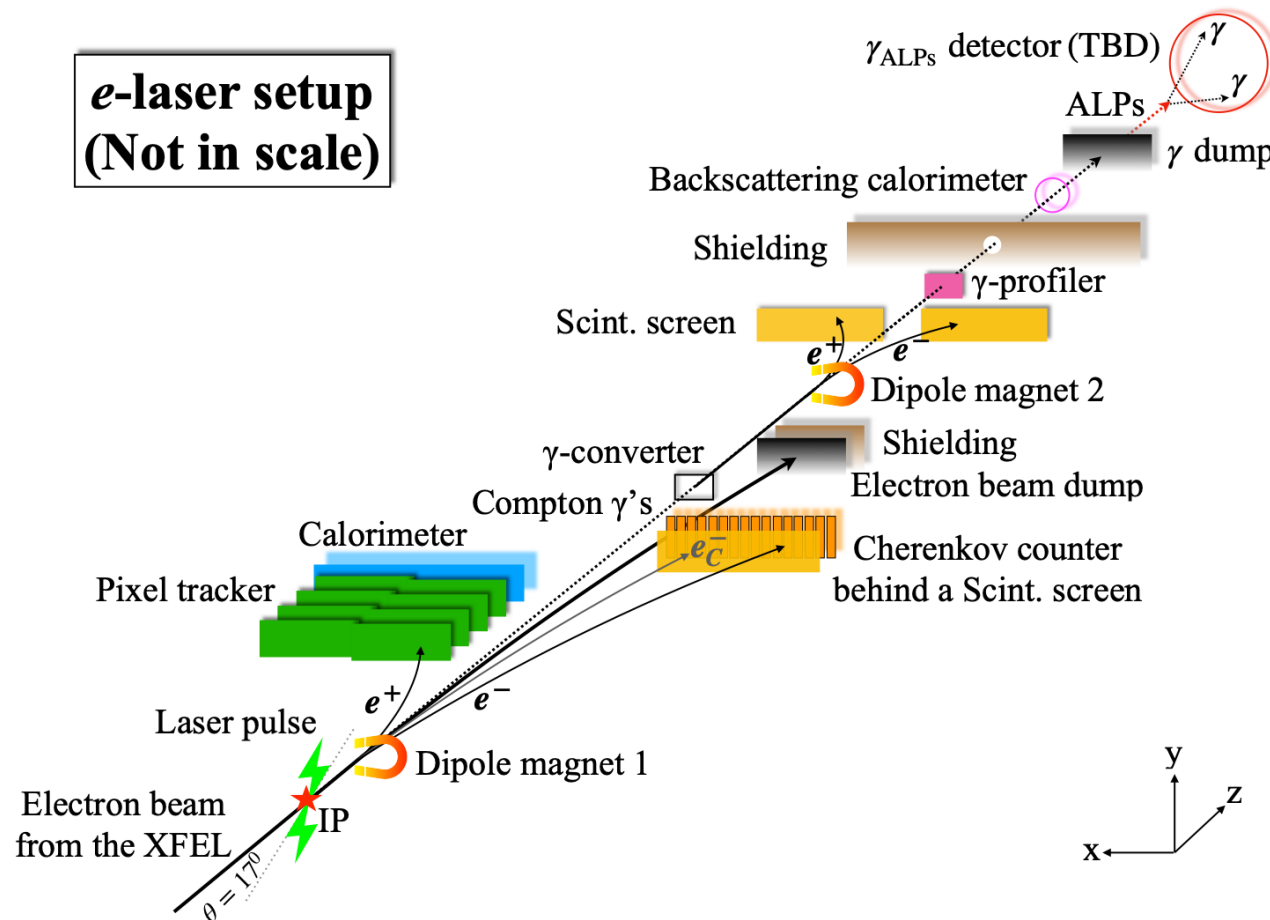 e-laser setup
(Not in scale)
γALPs detector (TBD)
γ
γ
ALPs
γ dump
Backscattering calorimeter
Shielding
γ-profiler
Scint. screen
e+
e−
Dipole magnet 2
γ-converter
Shielding
Compton γ's
Electron beam dump
Calorimeter
eC−
Cherenkov counter
behind a Scint. screen
Pixel tracker
e+
e−
Laser pulse
Dipole magnet 1
Electron beam
from the XFEL
IP
θ = 17⁰
y
z
x